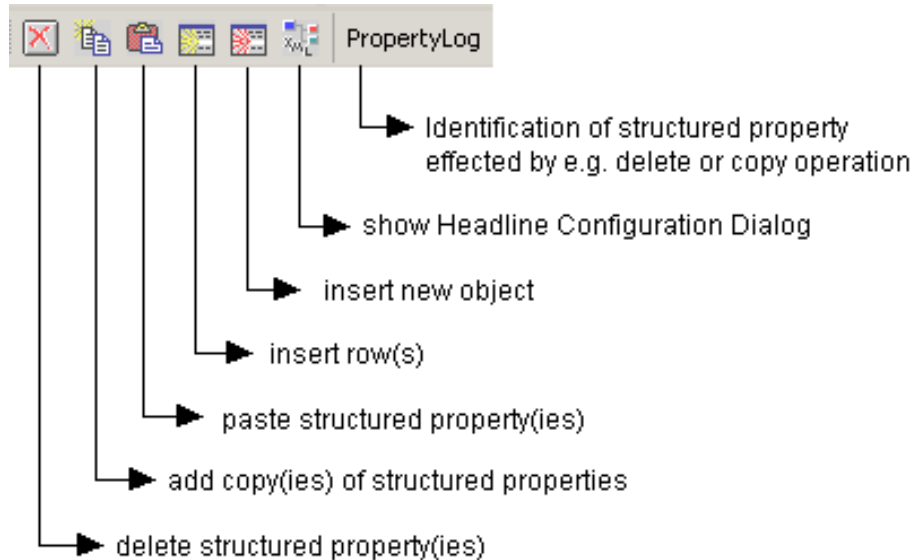 XML
PropertyLog
Identification of structured property
effected by e.g. delete or copy operation
show Headline Configuration Dialog
insert new object
insert row(s)
paste structured property(ies)
add copy(ies) of structured properties
delete structured property(ies)